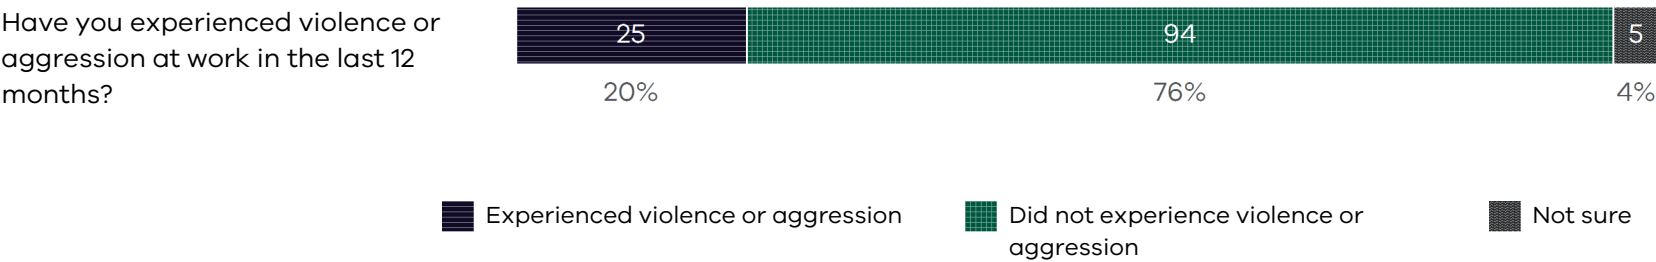 Have you experienced violence or
aggression at work in the last 12
months?
25
94
5
20%
76%
4%
Experienced violence or aggression
Did not experience violence or
aggression
Not sure